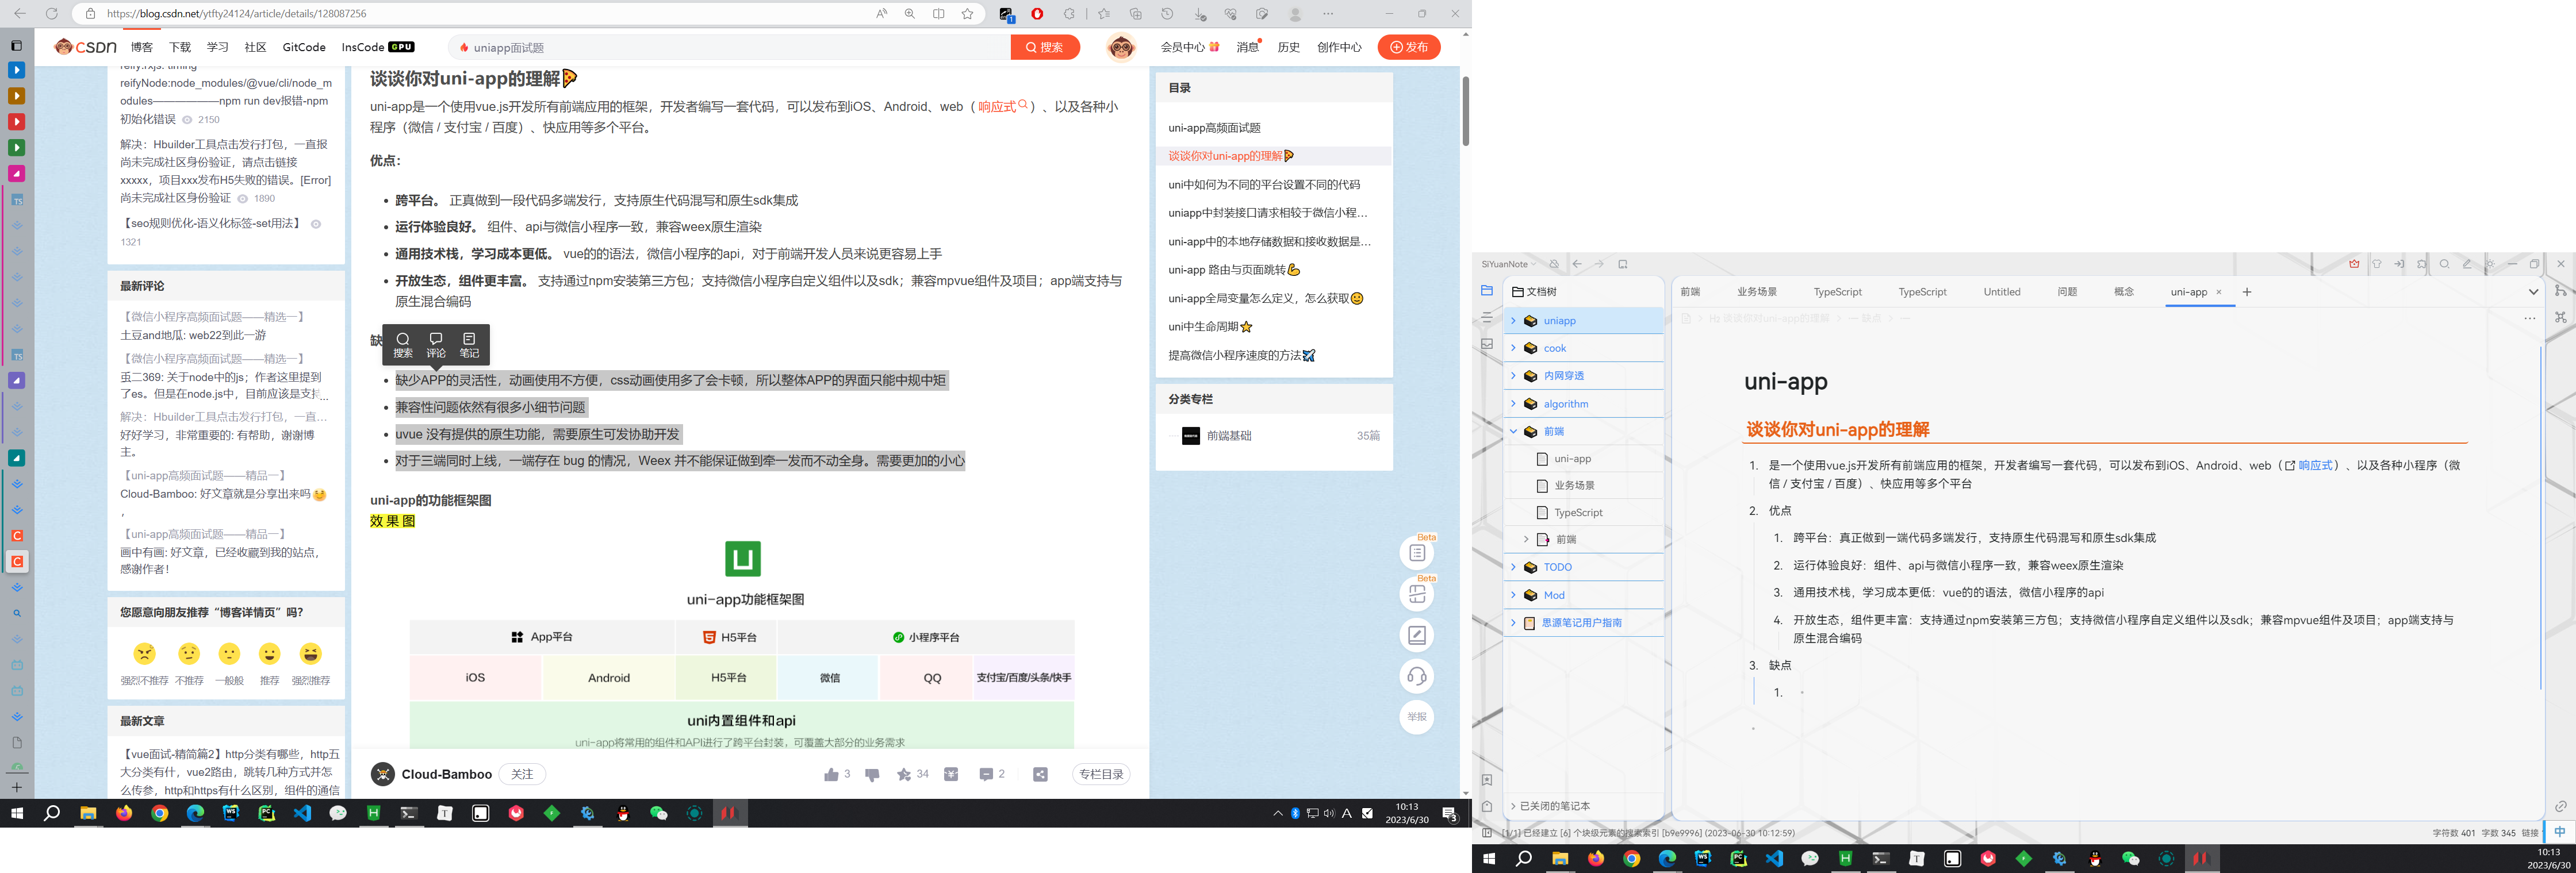 https://blog.csdn.net/ytfty24124/article/details/128087256
CSDN 博客 下载 学习 社区 GitCode InsCode GPU
uniapp面试题 搜索
会员中心 消息 历史 创作中心 发布
reify:rxjs: timing
reifyNode:node_modules/@vue/cli/node_m
odules——————npm run dev报错-npm
初始化错误 2150
解决：Hbuilder工具点击发行打包，一直报
尚未完成社区身份验证，请点击链接
xxxxx，项目xxx发布H5失败的错误。[Error]
尚未完成社区身份验证 1890
【seo规则优化-语义化标签-set用法】
1321
最新评论
【微信小程序高频面试题——精选一】
土豆and地瓜: web22到此一游
【微信小程序高频面试题——精选一】
茧二369: 关于node中的js；作者这里提到
了es。但是在node.js中，目前应该是支持...
解决：Hbuilder工具点击发行打包，一直...
好好学习，非常重要的: 有帮助，谢谢博
主。
【uni-app高频面试题——精品一】
Cloud-Bamboo: 好文章就是分享出来吗
，
【uni-app高频面试题——精品一】
画中有画: 好文章，已经收藏到我的站点，
感谢作者！
您愿意向朋友推荐“博客详情页”吗？
强烈不推荐 不推荐 一般般 推荐 强烈推荐
最新文章
【vue面试-精简篇2】http分类有哪些，http五
大分类有什，vue2路由，跳转几种方式并怎
么传参，http和https有什么区别，组件的通信
谈谈你对uni-app的理解🍕
uni-app是一个使用vue.js开发所有前端应用的框架，开发者编写一套代码，可以发布到iOS、Android、web（响应式）、以及各种小
程序（微信 / 支付宝 / 百度）、快应用等多个平台。
优点：
跨平台。 正真做到一段代码多端发行，支持原生代码混写和原生sdk集成
运行体验良好。 组件、api与微信小程序一致，兼容weex原生渲染
通用技术栈，学习成本更低。 vue的的语法，微信小程序的api，对于前端开发人员来说更容易上手
开放生态，组件更丰富。 支持通过npm安装第三方包；支持微信小程序自定义组件以及sdk；兼容mpvue组件及项目；app端支持与
原生混合编码
缺
搜索 评论 笔记
缺少APP的灵活性，动画使用不方便，css动画使用多了会卡顿，所以整体APP的界面只能中规中矩
兼容性问题依然有很多小细节问题
uvue 没有提供的原生功能，需要原生可发协助开发
对于三端同时上线，一端存在 bug 的情况，Weex 并不能保证做到牵一发而不动全身。需要更加的小心
uni-app的功能框架图
效 果 图
uni-app功能框架图
App平台 H5平台 小程序平台
iOS Android H5平台 微信 QQ 支付宝/百度/头条/快手
uni内置组件和api
uni-app将常用的组件和API进行了跨平台封装，可覆盖大部分的业务需求
Cloud-Bamboo 关注 3 34 2 专栏目录
目录
uni-app高频面试题
谈谈你对uni-app的理解🍕
uni中如何为不同的平台设置不同的代码
uniapp中封装接口请求相较于微信小程...
uni-app中的本地存储数据和接收数据是...
uni-app 路由与页面跳转💪
uni-app全局变量怎么定义，怎么获取😃
uni中生命周期⭐
提高微信小程序速度的方法
分类专栏
前端基础 35篇
Beta
Beta
举报
10:13
2023/6/30
3
SiYuanNote
文档树
uniapp
cook
内网穿透
algorithm
前端
uni-app
业务场景
TypeScript
前端
TODO
Mod
思源笔记用户指南
已关闭的笔记本
前端 业务场景 TypeScript TypeScript Untitled 问题 概念 uni-app
H2 谈谈你对uni-app的理解 缺点
uni-app
谈谈你对uni-app的理解
1. 是一个使用vue.js开发所有前端应用的框架，开发者编写一套代码，可以发布到iOS、Android、web（响应式）、以及各种小程序（微
信 / 支付宝 / 百度）、快应用等多个平台
2. 优点
1. 跨平台：真正做到一端代码多端发行，支持原生代码混写和原生sdk集成
2. 运行体验良好：组件、api与微信小程序一致，兼容weex原生渲染
3. 通用技术栈，学习成本更低：vue的的语法，微信小程序的api
4. 开放生态，组件更丰富：支持通过npm安装第三方包；支持微信小程序自定义组件以及sdk；兼容mpvue组件及项目；app端支持与
原生混合编码
3. 缺点
1.
[1/1] 已经建立 [6] 个块级元素的搜索索引 [b9e9996] (2023-06-30 10:12:59)
字符数 401 字数 345 链接
中
10:13
2023/6/30